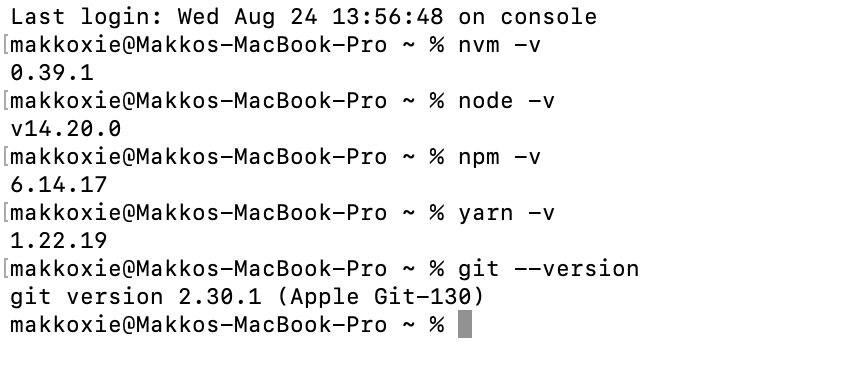 Last login: Wed Aug 24 13:56:48 on console
[makkoxie@Makkos-MacBook-Pro ~ % nvm -v
0.39.1
[makkoxie@Makkos-MacBook-Pro ~ % node -v
v14.20.0
[makkoxie@Makkos-MacBook-Pro ~ % npm -v
6.14.17
[makkoxie@Makkos-MacBook-Pro ~ % yarn -v
1.22.19
[makkoxie@Makkos-MacBook-Pro ~ % git --version
git version 2.30.1 (Apple Git-130)
makkoxie@Makkos-MacBook-Pro ~ %